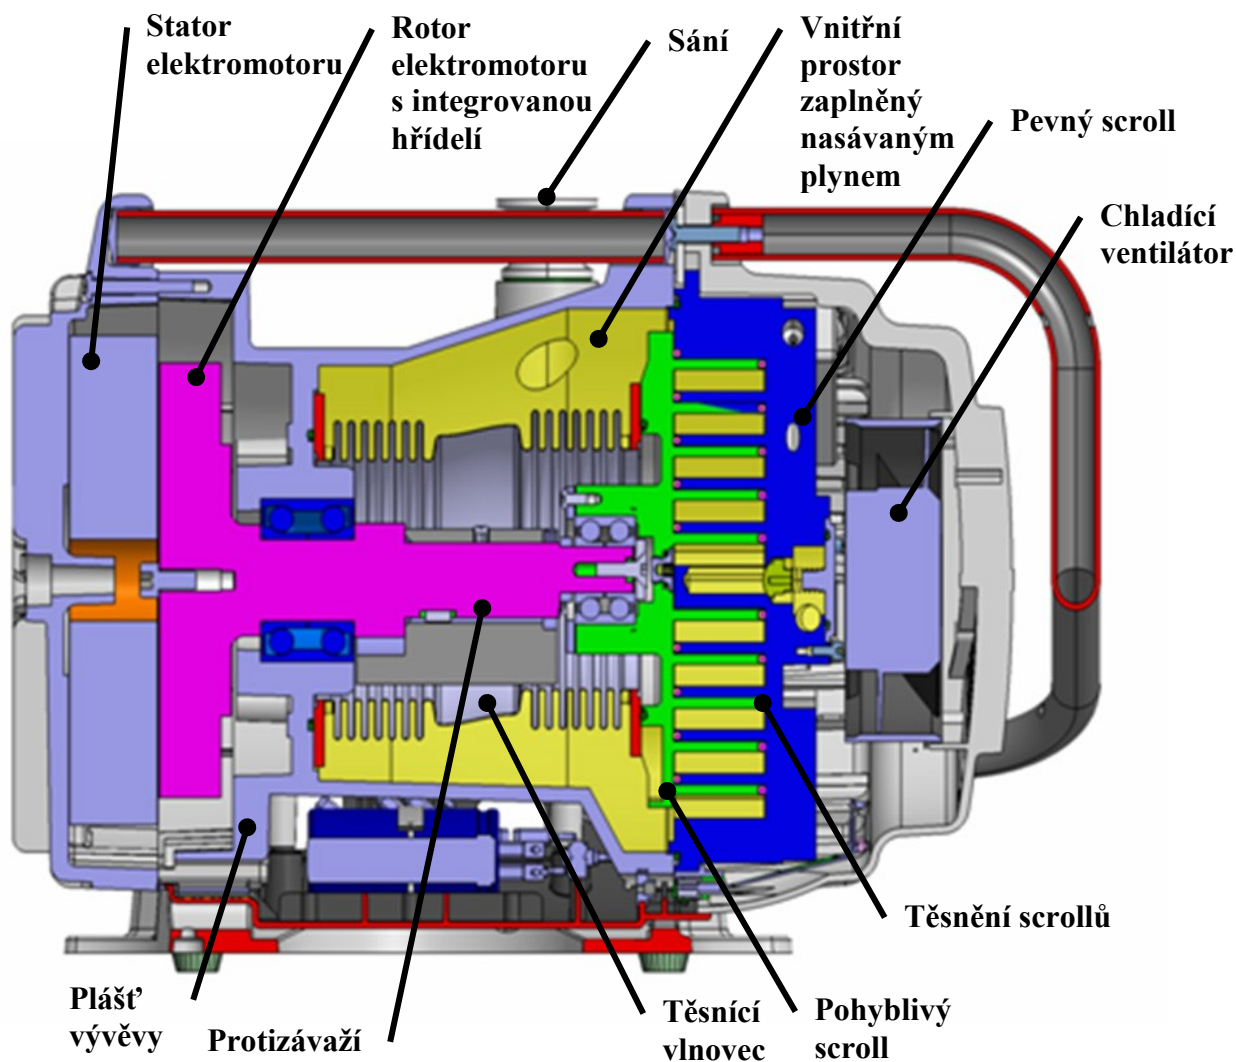 Stator
elektromotoru
Rotor
elektromotoru
s integrovanou
hřídelí
Sání
Vnitřní
prostor
zaplněný
nasávaným
plynem
Pevný scroll
Chladící
ventilátor
Těsnění scrollů
Plášť
vývěvy
Protizávaží
Těsnící
vlnovec
Pohyblivý
scroll